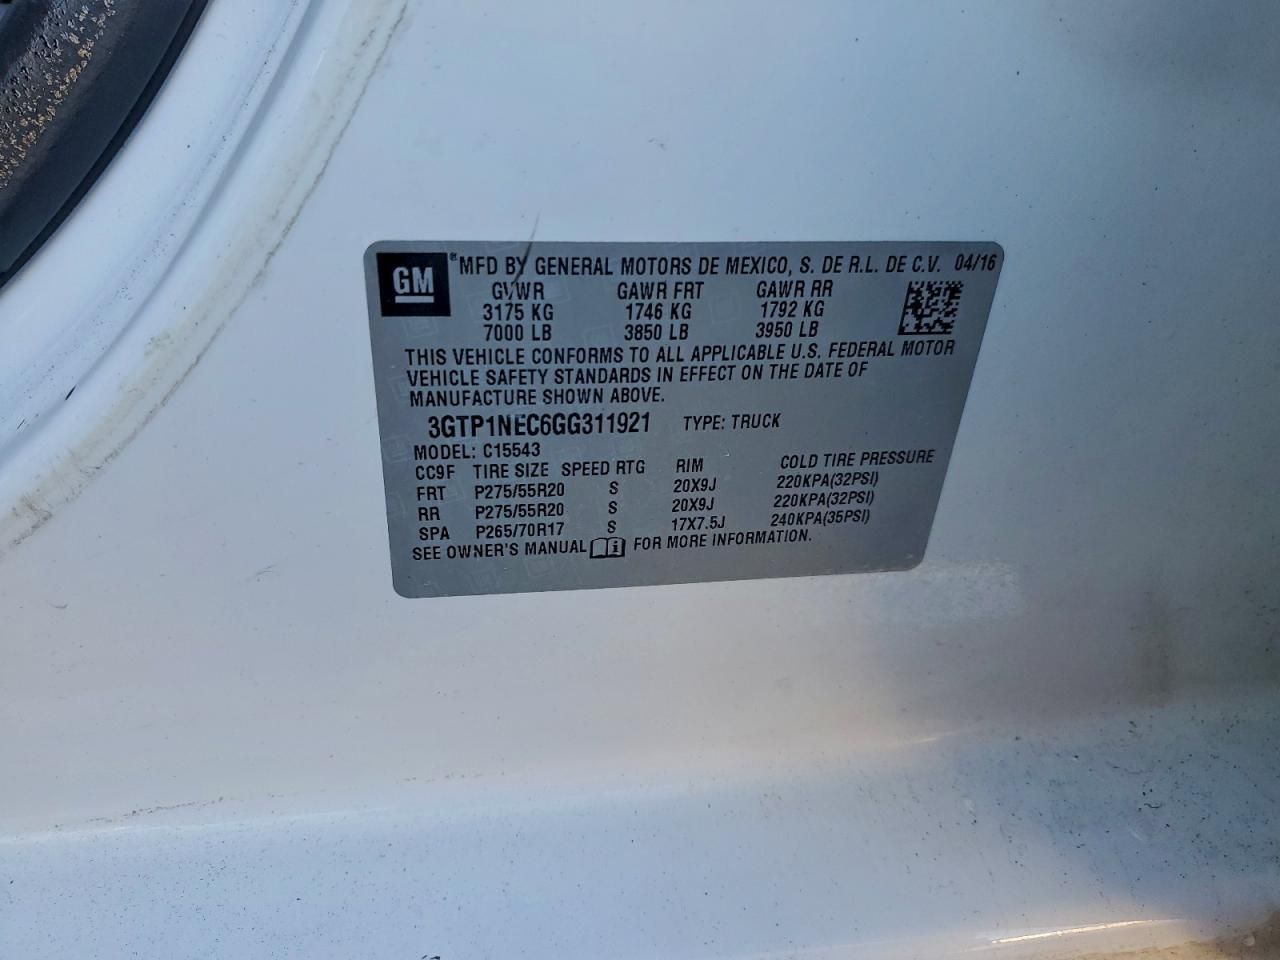 GM ® MFD BY GENERAL MOTORS DE MEXICO, S. DE R.L. DE C.V. 04/16
GVWR GAWR FRT GAWR RR
3175 KG 1746 KG 1792 KG
7000 LB 3850 LB 3950 LB
THIS VEHICLE CONFORMS TO ALL APPLICABLE U.S. FEDERAL MOTOR
VEHICLE SAFETY STANDARDS IN EFFECT ON THE DATE OF
MANUFACTURE SHOWN ABOVE.
3GTP1NEC6GG311921 TYPE: TRUCK
MODEL: C15543
CC9F TIRE SIZE SPEED RTG RIM COLD TIRE PRESSURE
FRT P275/55R20 S 20X9J 220KPA(32PSI)
RR P275/55R20 S 20X9J 220KPA(32PSI)
SPA P265/70R17 S 17X7.5J 240KPA(35PSI)
SEE OWNER'S MANUAL i FOR MORE INFORMATION.